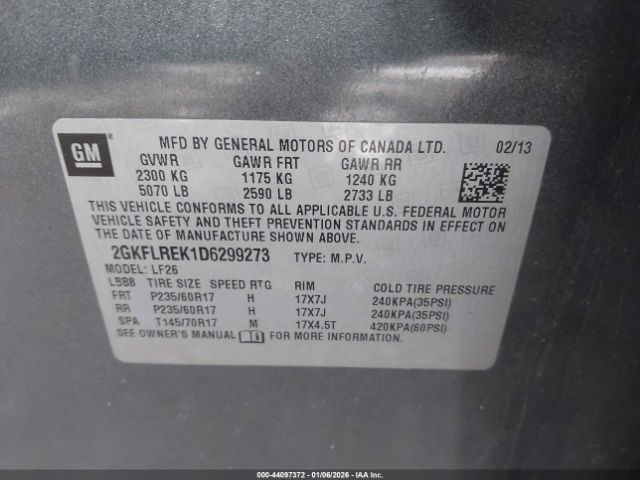 GM
MFD BY GENERAL MOTORS OF CANADA LTD. 02/13
GVWR GAWR FRT GAWR RR
2300 KG 1175 KG 1240 KG
5070 LB 2590 LB 2733 LB
THIS VEHICLE CONFORMS TO ALL APPLICABLE U.S. FEDERAL MOTOR
VEHICLE SAFETY AND THEFT PREVENTION STANDARDS IN EFFECT ON
THE DATE OF MANUFACTURE SHOWN ABOVE.
2GKFLREK1D6299273 TYPE: M.P.V.
MODEL: LF26
L9B8 TIRE SIZE SPEED RTG RIM COLD TIRE PRESSURE
FRT P235/60R17 H 17X7J 240KPA(35PSI)
RR P235/60R17 H 17X7J 240KPA(35PSI)
SPA T145/70R17 M 17X4.5T 420KPA(60PSI)
SEE OWNER'S MANUAL FOR MORE INFORMATION.
000-44097372 - 01/06/2026 - IAAI.com